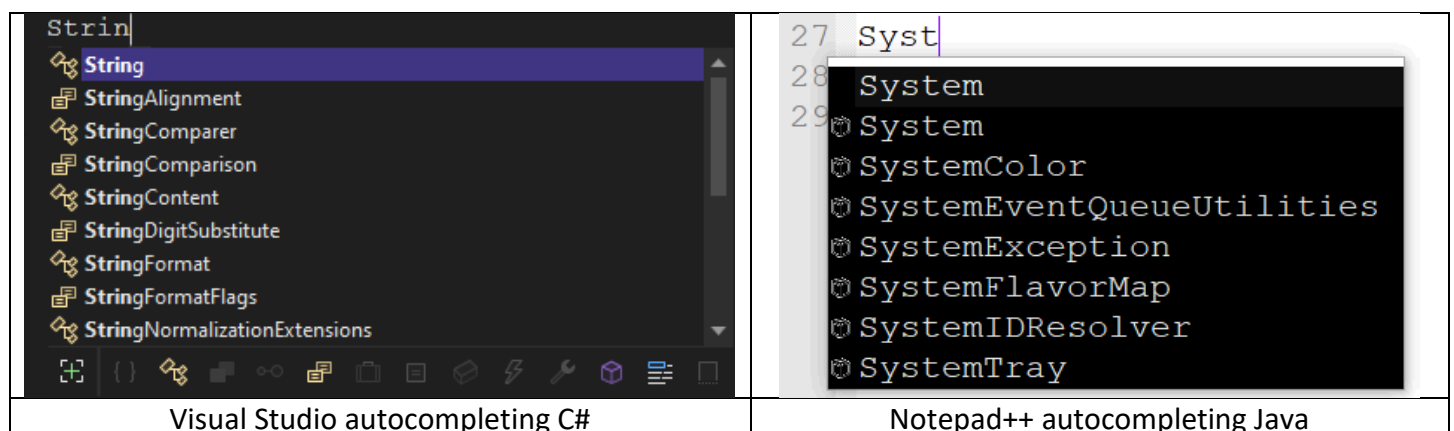 Strin
String
StringAlignment
StringComparer
StringComparison
StringContent
StringDigitSubstitute
StringFormat
StringFormatFlags
StringNormalizationExtensions
Visual Studio autocompleting C#
27 Syst
28
29
System
System
SystemColor
SystemEventQueueUtilities
SystemException
SystemFlavorMap
SystemIDResolver
SystemTray
Notepad++ autocompleting Java